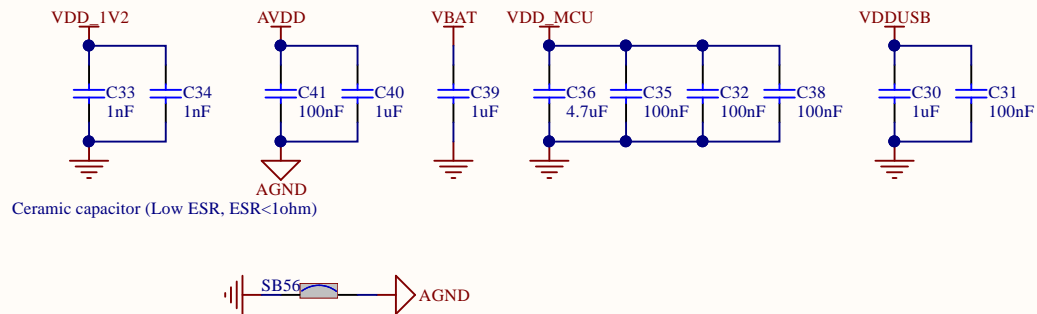 VDD_1V2
AVDD
VBAT
VDD_MCU
VDDUSB
C33
1nF
C34
1nF
C41
100nF
C40
1uF
C39
1uF
C36
4.7uF
C35
100nF
C32
100nF
C38
100nF
C30
1uF
C31
100nF
AGND
Ceramic capacitor (Low ESR, ESR<1ohm)
SB56
AGND